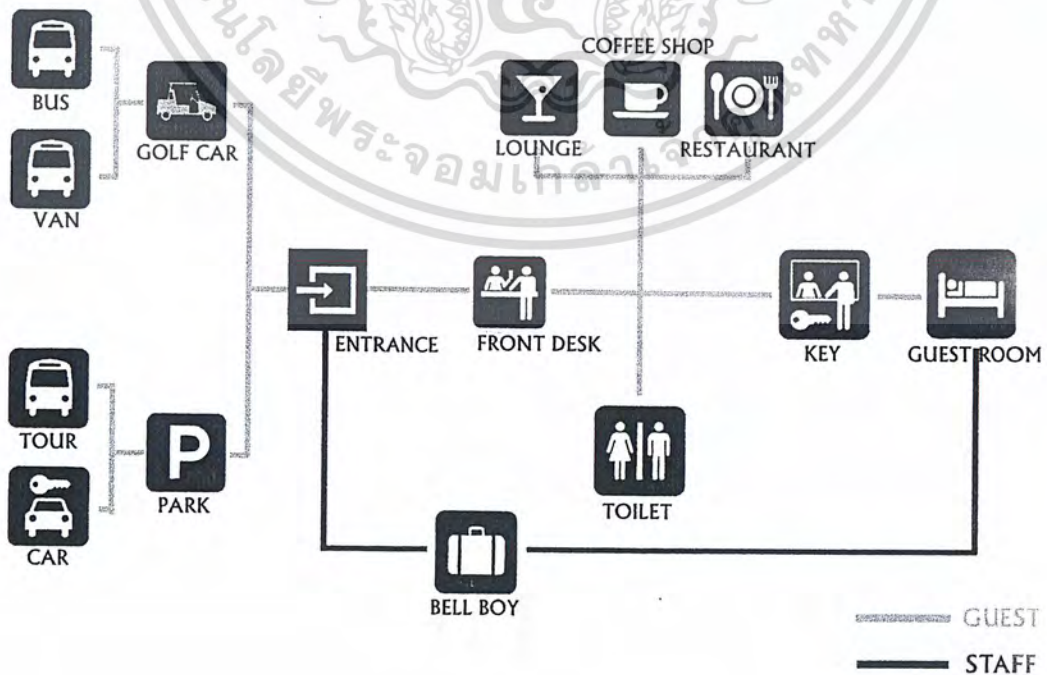 BUS
GOLF CAR
VAN
COFFEE SHOP
LOUNGE
RESTAURANT
ENTRANCE
FRONT DESK
KEY
GUEST ROOM
TOUR
P
PARK
CAR
TOILET
BELL BOY
GUEST
STAFF